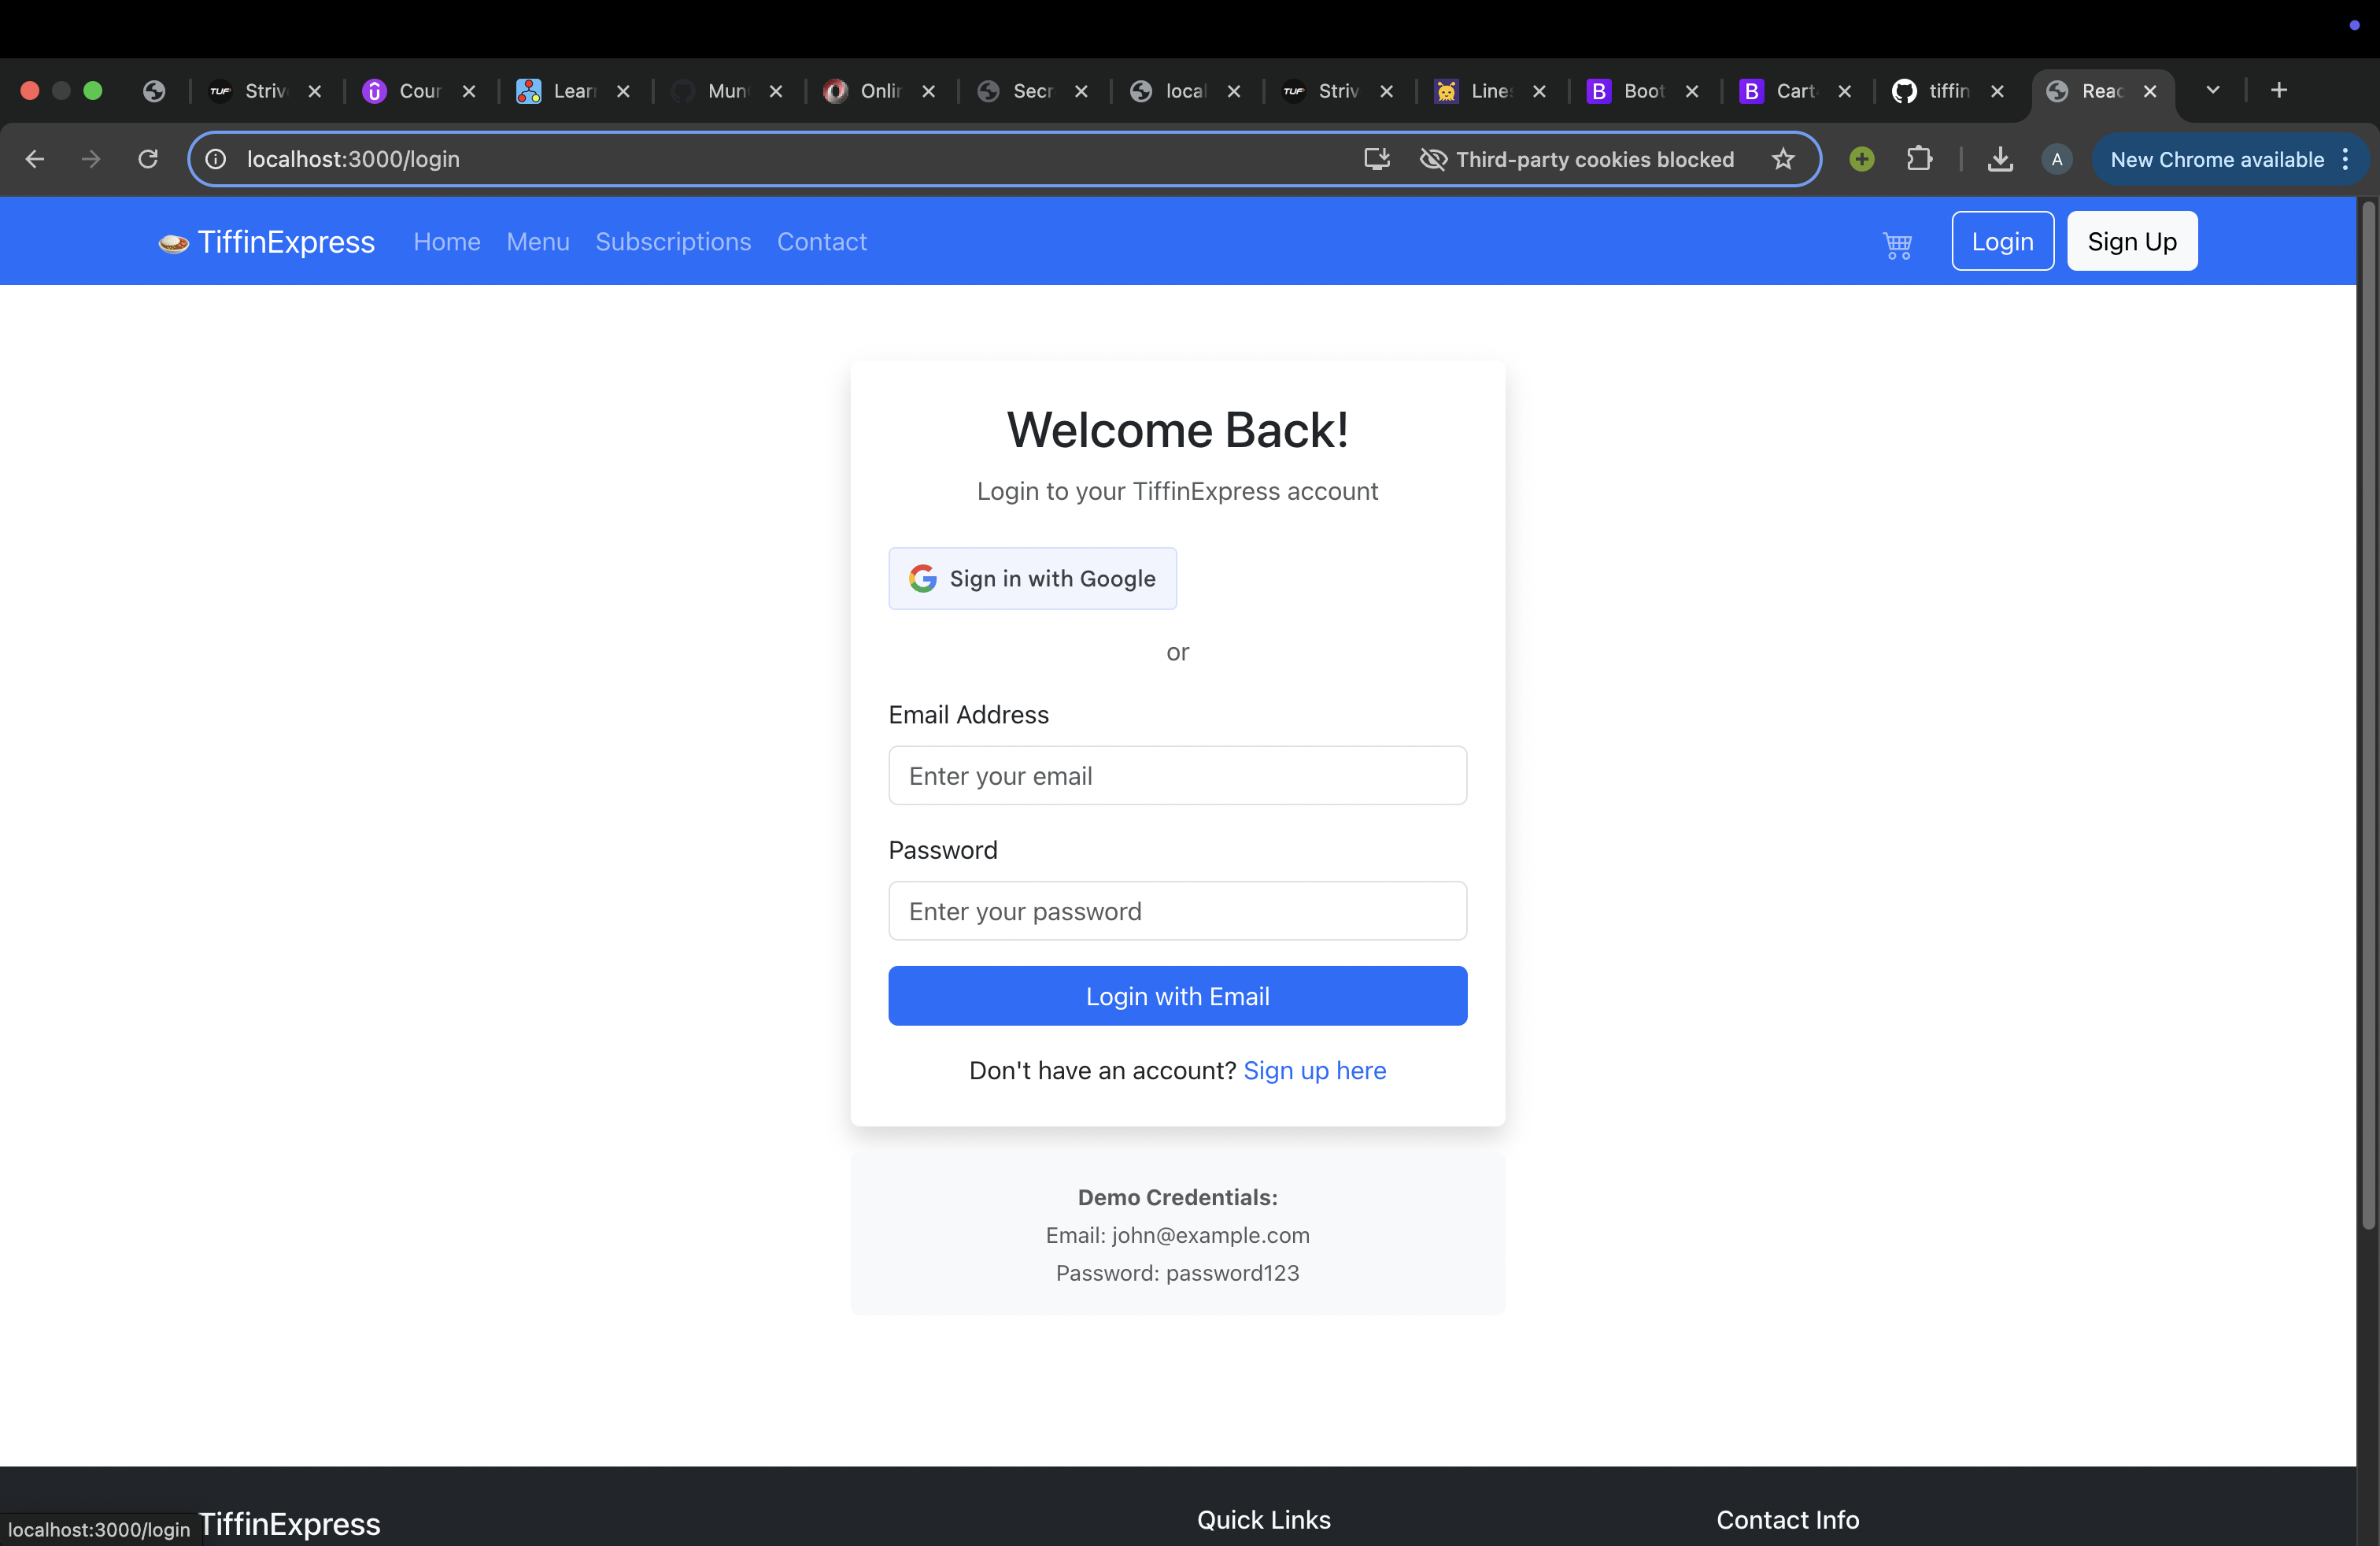 TUF Striv
Cour
Lear
Mun
Onlin
Secr
local
TUF Striv
Line
B Boot
B Cart
tiffin
Reac
localhost:3000/login
Third-party cookies blocked
A
New Chrome available
TiffinExpress Home Menu Subscriptions Contact
Login Sign Up
Welcome Back!
Login to your TiffinExpress account
Sign in with Google
or
Email Address
Enter your email
Password
Enter your password
Login with Email
Don't have an account? Sign up here
Demo Credentials:
Email: john@example.com
Password: password123
TiffinExpress Quick Links Contact Info
localhost:3000/login